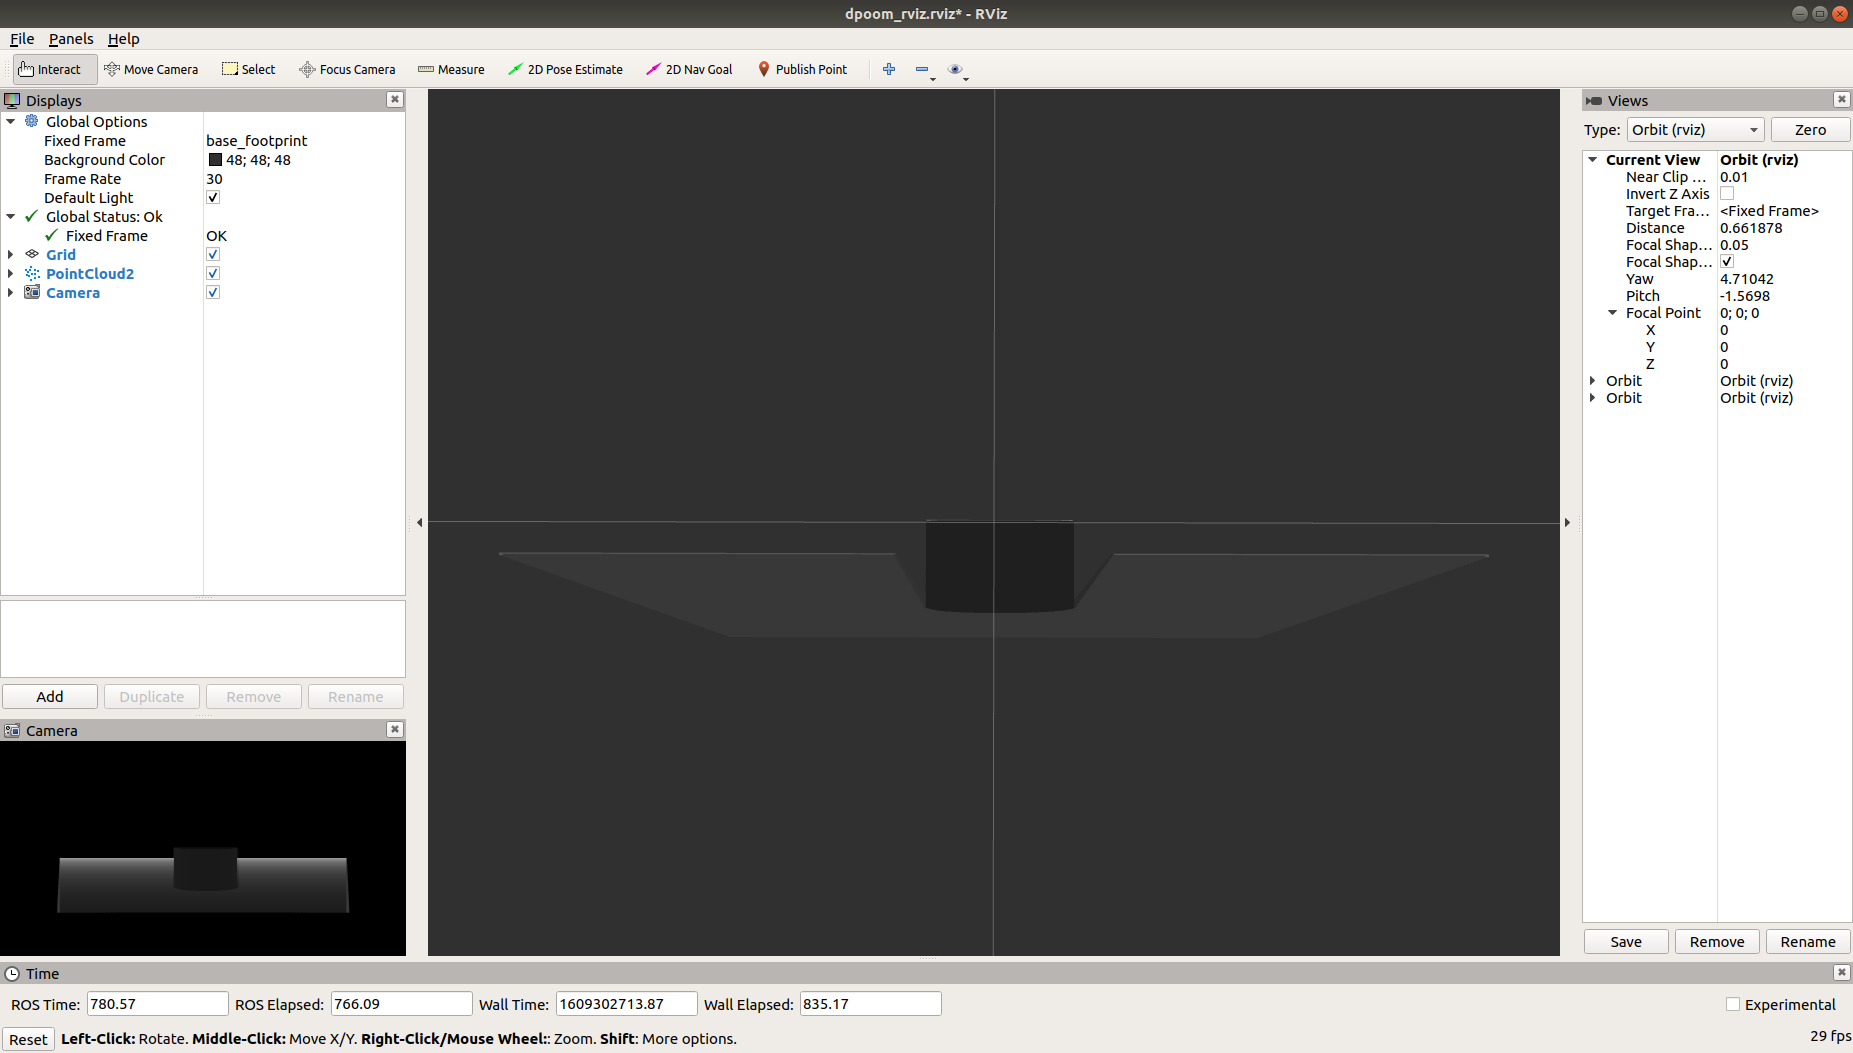 dpoom_rviz.rviz* - RViz
File Panels Help
Interact Move Camera Select Focus Camera Measure 2D Pose Estimate 2D Nav Goal Publish Point
Displays
Global Options
Fixed Frame base_footprint
Background Color 48; 48; 48
Frame Rate 30
Default Light
Global Status: Ok
Fixed Frame OK
Grid
PointCloud2
Camera
Add Duplicate Remove Rename
Camera
Views
Type: Orbit (rviz) Zero
Current View Orbit (rviz)
Near Clip ... 0.01
Invert Z Axis
Target Fra... <Fixed Frame>
Distance 0.661878
Focal Shap... 0.05
Focal Shap...
Yaw 4.71042
Pitch -1.5698
Focal Point 0; 0; 0
X 0
Y 0
Z 0
Orbit Orbit (rviz)
Orbit Orbit (rviz)
Save Remove Rename
Time
ROS Time: 780.57 ROS Elapsed: 766.09 Wall Time: 1609302713.87 Wall Elapsed: 835.17 Experimental
Reset Left-Click: Rotate. Middle-Click: Move X/Y. Right-Click/Mouse Wheel:: Zoom. Shift: More options. 29 fps